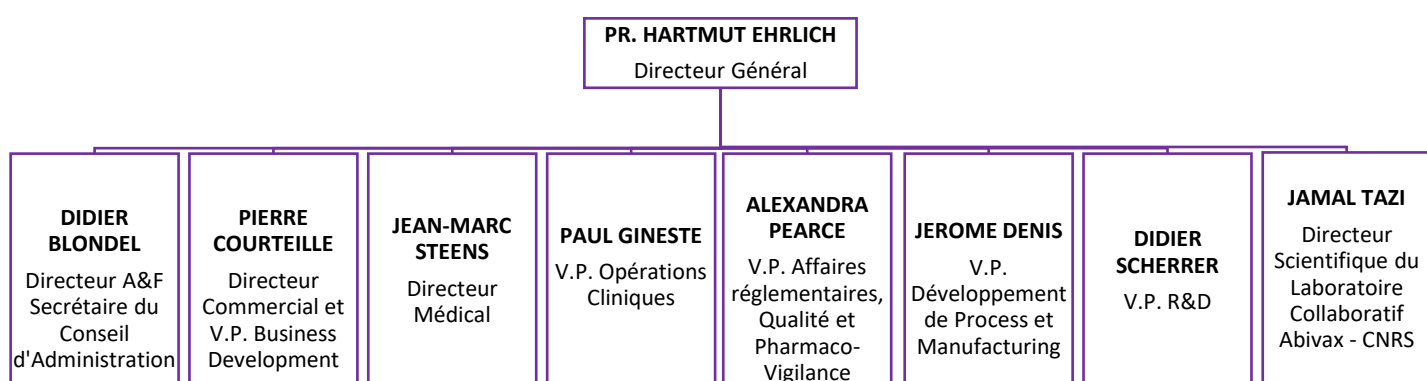 PR. HARTMUT EHRLICH
Directeur Général
DIDIER
BLONDEL
Directeur A&F
Secrétaire du
Conseil
d'Administration
PIERRE
COURTEILLE
Directeur
Commercial et
V.P. Business
Development
JEAN-MARC
STEENS
Directeur
Médical
PAUL GINESTE
V.P. Opérations
Cliniques
ALEXANDRA
PEARCE
V.P. Affaires
réglementaires,
Qualité et
Pharmaco-
Vigilance
JEROME DENIS
V.P.
Développement
de Process et
Manufacturing
DIDIER
SCHERRER
V.P. R&D
JAMAL TAZI
Directeur
Scientifique du
Laboratoire
Collaboratif
Abivax - CNRS